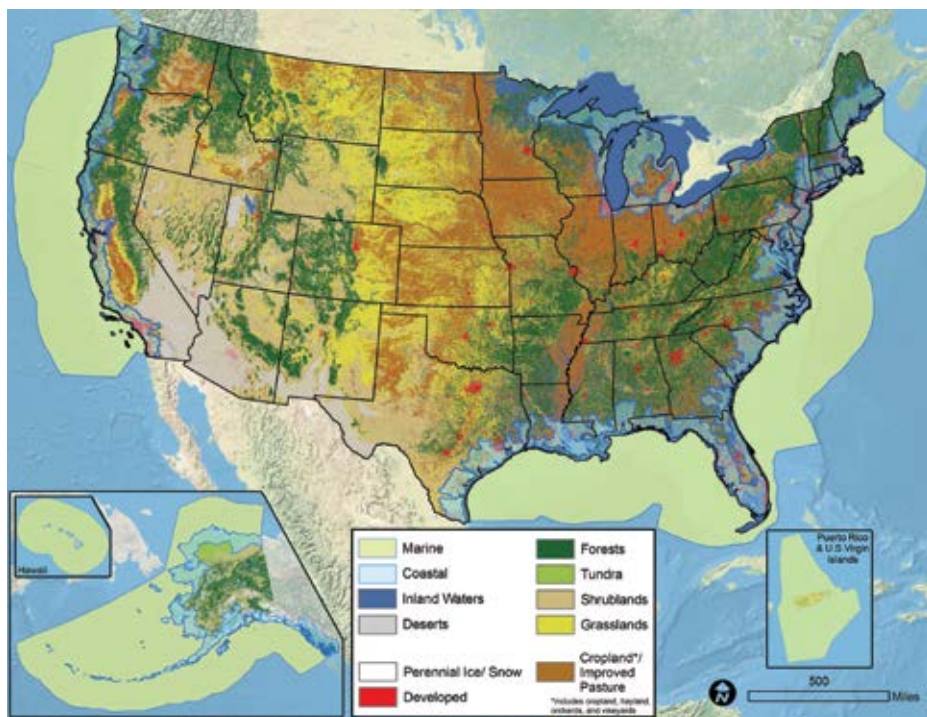 Hawaii
Puerto Rico
& U.S Virgin
Islands
Marine
Coastal
Inland Waters
Deserts
Perennial Ice/ Snow
Developed
Forests
Tundra
Shrublands
Grasslands
Cropland*/
Improved
Pasture
*includes cropland, hayland,
orchards, and vineyards
N
500
Miles